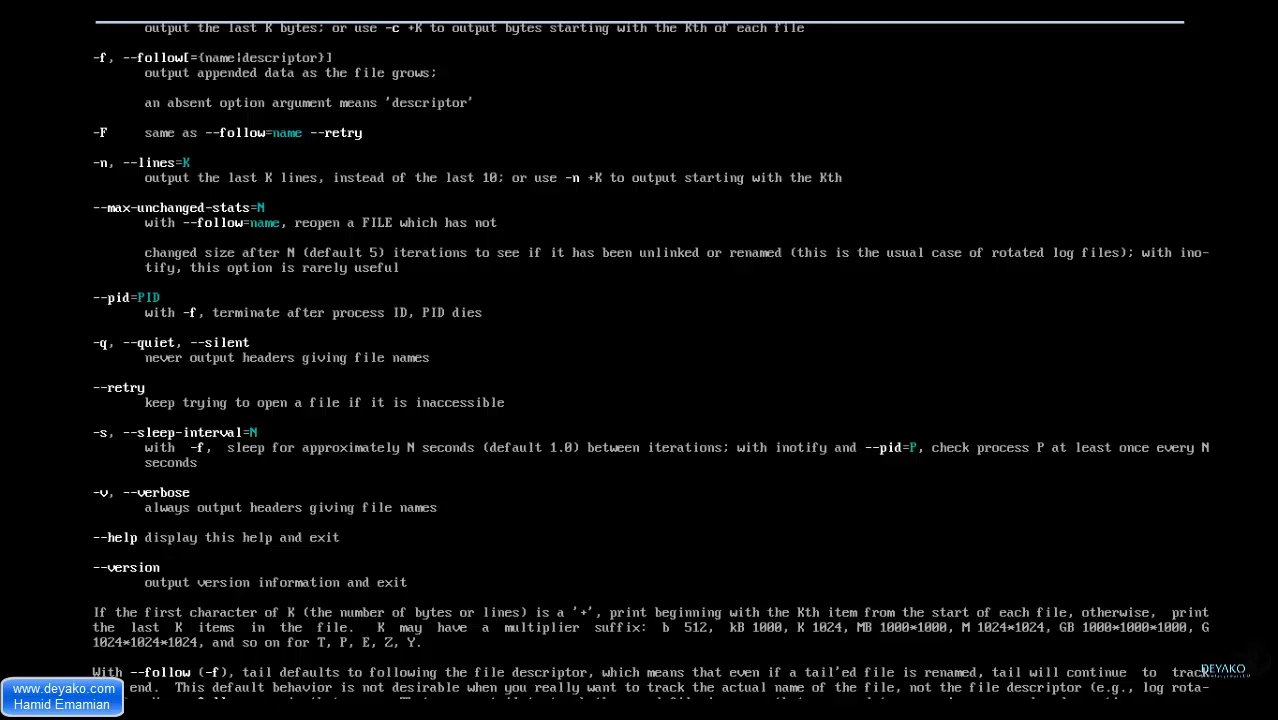 output the last K bytes; or use -c +K to output bytes starting with the Kth of each file
-f, --follow[={name|descriptor}]
output appended data as the file grows;
an absent option argument means 'descriptor'
-F same as --follow=name --retry
-n, --lines=K
output the last K lines, instead of the last 10; or use -n +K to output starting with the Kth
--max-unchanged-stats=N
with --follow=name, reopen a FILE which has not
changed size after N (default 5) iterations to see if it has been unlinked or renamed (this is the usual case of rotated log files); with ino-
tify, this option is rarely useful
--pid=PID
with -f, terminate after process ID, PID dies
-q, --quiet, --silent
never output headers giving file names
--retry
keep trying to open a file if it is inaccessible
-s, --sleep-interval=N
with -f, sleep for approximately N seconds (default 1.0) between iterations; with inotify and --pid=P, check process P at least once every N
seconds
-v, --verbose
always output headers giving file names
--help display this help and exit
--version
output version information and exit
If the first character of K (the number of bytes or lines) is a '+', print beginning with the Kth item from the start of each file, otherwise, print
the last K items in the file. K may have a multiplier suffix: b 512, kB 1000, K 1024, MB 1000*1000, M 1024*1024, GB 1000*1000*1000, G
1024*1024*1024, and so on for T, P, E, Z, Y.
With --follow (-f), tail defaults to following the file descriptor, which means that even if a tail'ed file is renamed, tail will continue to track
end. This default behavior is not desirable when you really want to track the actual name of the file, not the file descriptor (e.g., log rota-
DEYAKO
www.deyako.com
Hamid Emamian